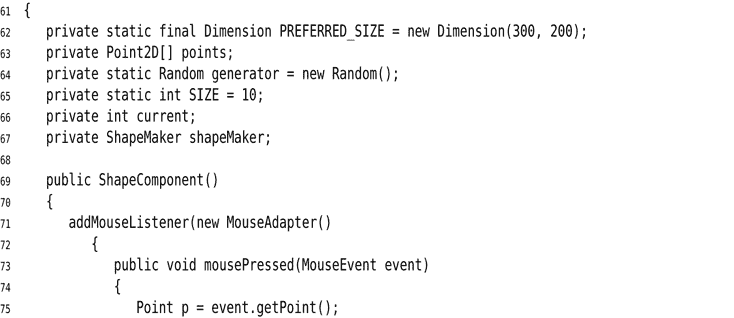 61 {
62    private static final Dimension PREFERRED_SIZE = new Dimension(300, 200);
63    private Point2D[] points;
64    private static Random generator = new Random();
65    private static int SIZE = 10;
66    private int current;
67    private ShapeMaker shapeMaker;
68
69    public ShapeComponent()
70    {
71       addMouseListener(new MouseAdapter()
72          {
73             public void mousePressed(MouseEvent event)
74             {
75                Point p = event.getPoint();